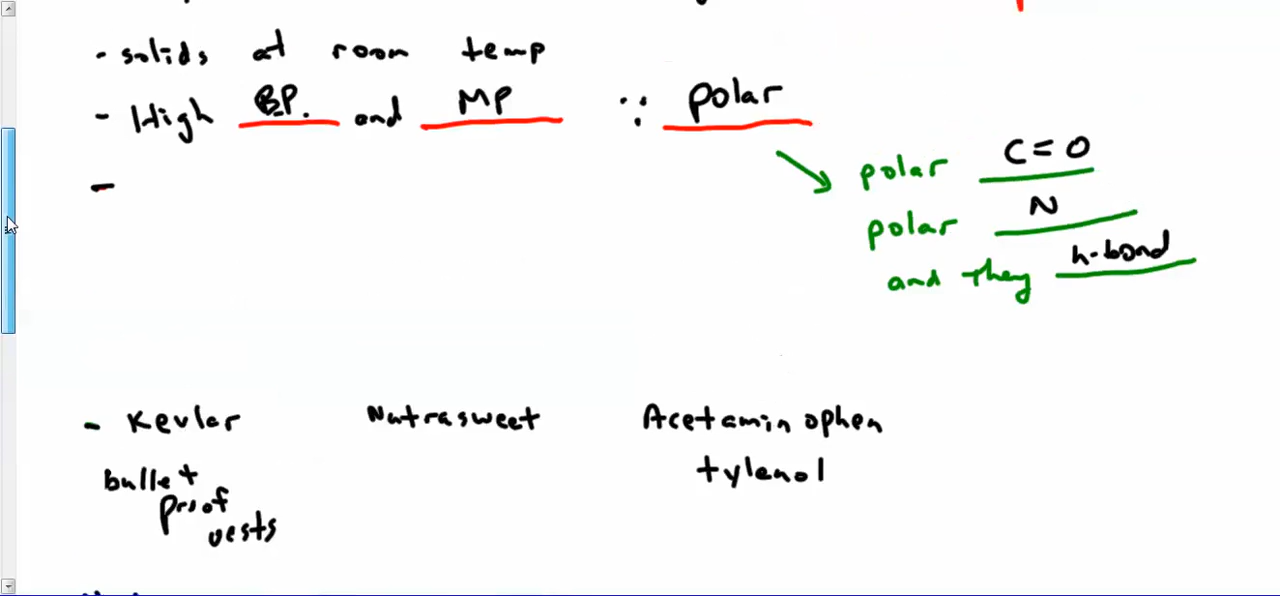 - solids at room temp
- High B.P. and MP ∵ polar
polar C=O
polar N
and they h-bond
-
- Kevlar Nutrasweet Acetaminophen
bullet tylenol
proof
vests